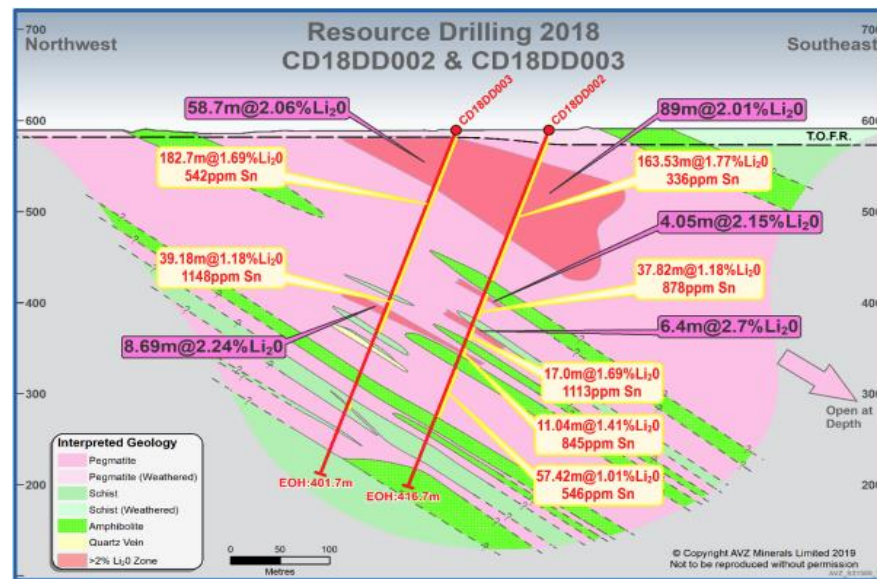 Resource Drilling 2018
CD18DD002 & CD18DD003
700
Northwest
700
Southeast
CD18DD003
CD18DD002
58.7m@2.06%Li₂0
89m@2.01%Li₂0
600
600
T.O.F.R.
182.7m@1.69%Li₂0
542ppm Sn
163.53m@1.77%Li₂0
336ppm Sn
500
500
4.05m@2.15%Li₂0
39.18m@1.18%Li₂0
1148ppm Sn
37.82m@1.18%Li₂0
878ppm Sn
400
400
8.69m@2.24%Li₂0
6.4m@2.7%Li₂0
17.0m@1.69%Li₂0
1113ppm Sn
300
300
Open at
Depth
11.04m@1.41%Li₂0
845ppm Sn
57.42m@1.01%Li₂0
546ppm Sn
EOH:401.7m
EOH:416.7m
200
200
Interpreted Geology
Pegmatite
Pegmatite (Weathered)
Schist
Schist (Weathered)
Amphibolite
Quartz Vein
>2% Li₂0 Zone
0 50 100
Metres
© Copyright AVZ Minerals Limited 2019
Not to be reproduced without permission